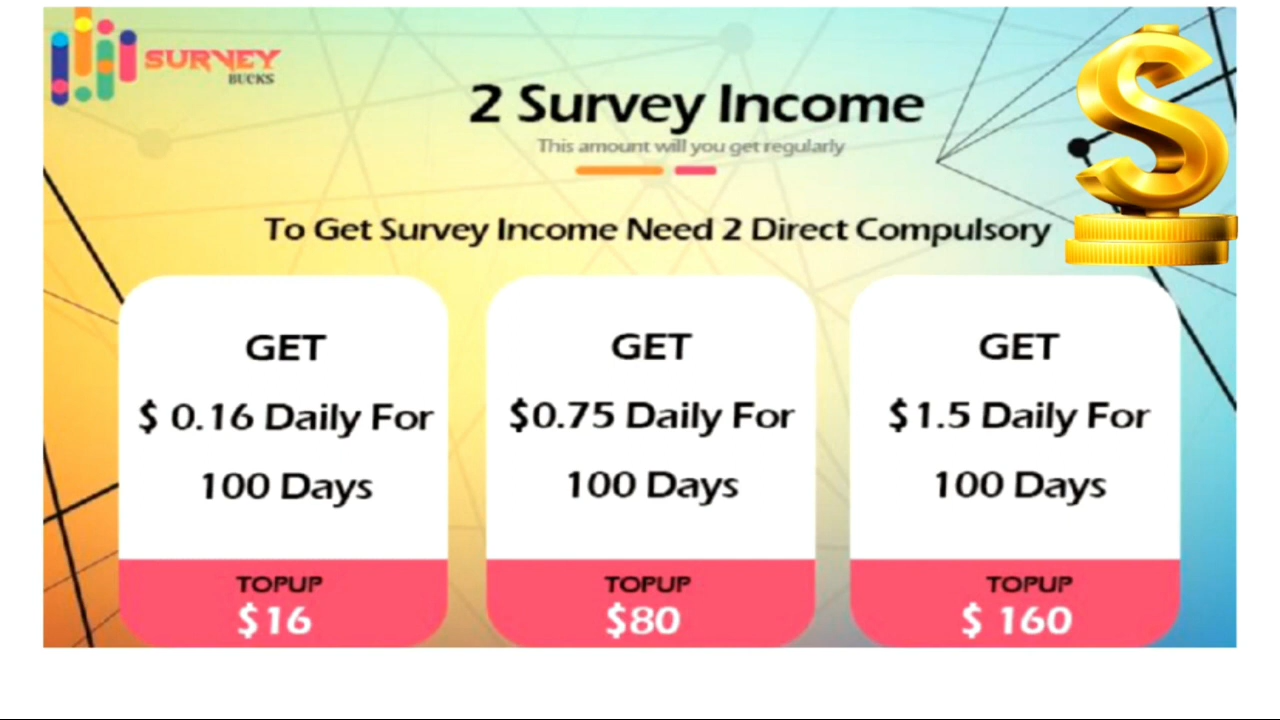 SURVEY
BUCKS
2 Survey Income
This amount will you get regularly
To Get Survey Income Need 2 Direct Compulsory
GET
$ 0.16 Daily For
100 Days
TOPUP
$16
GET
$0.75 Daily For
100 Days
TOPUP
$80
GET
$1.5 Daily For
100 Days
TOPUP
$ 160